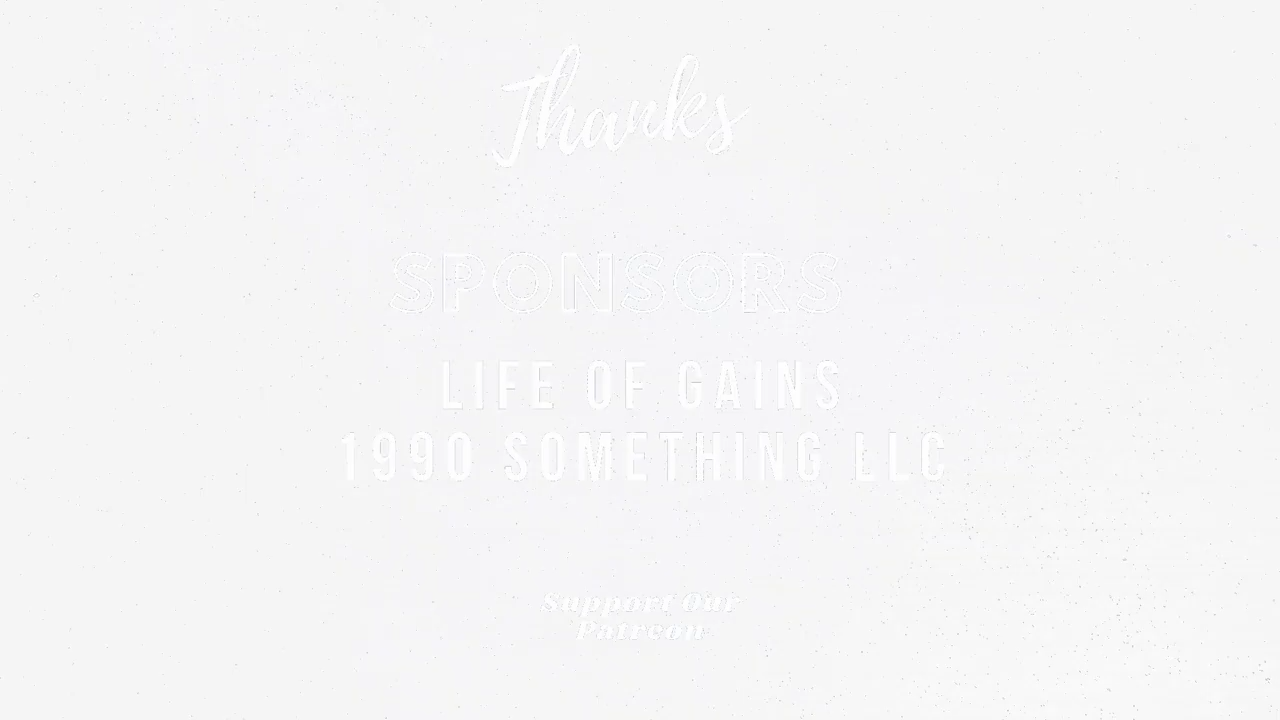 Thanks
SPONSORS
LIFE OF GAINS
1990 SOMETHING LLC
Support Our
Patreon